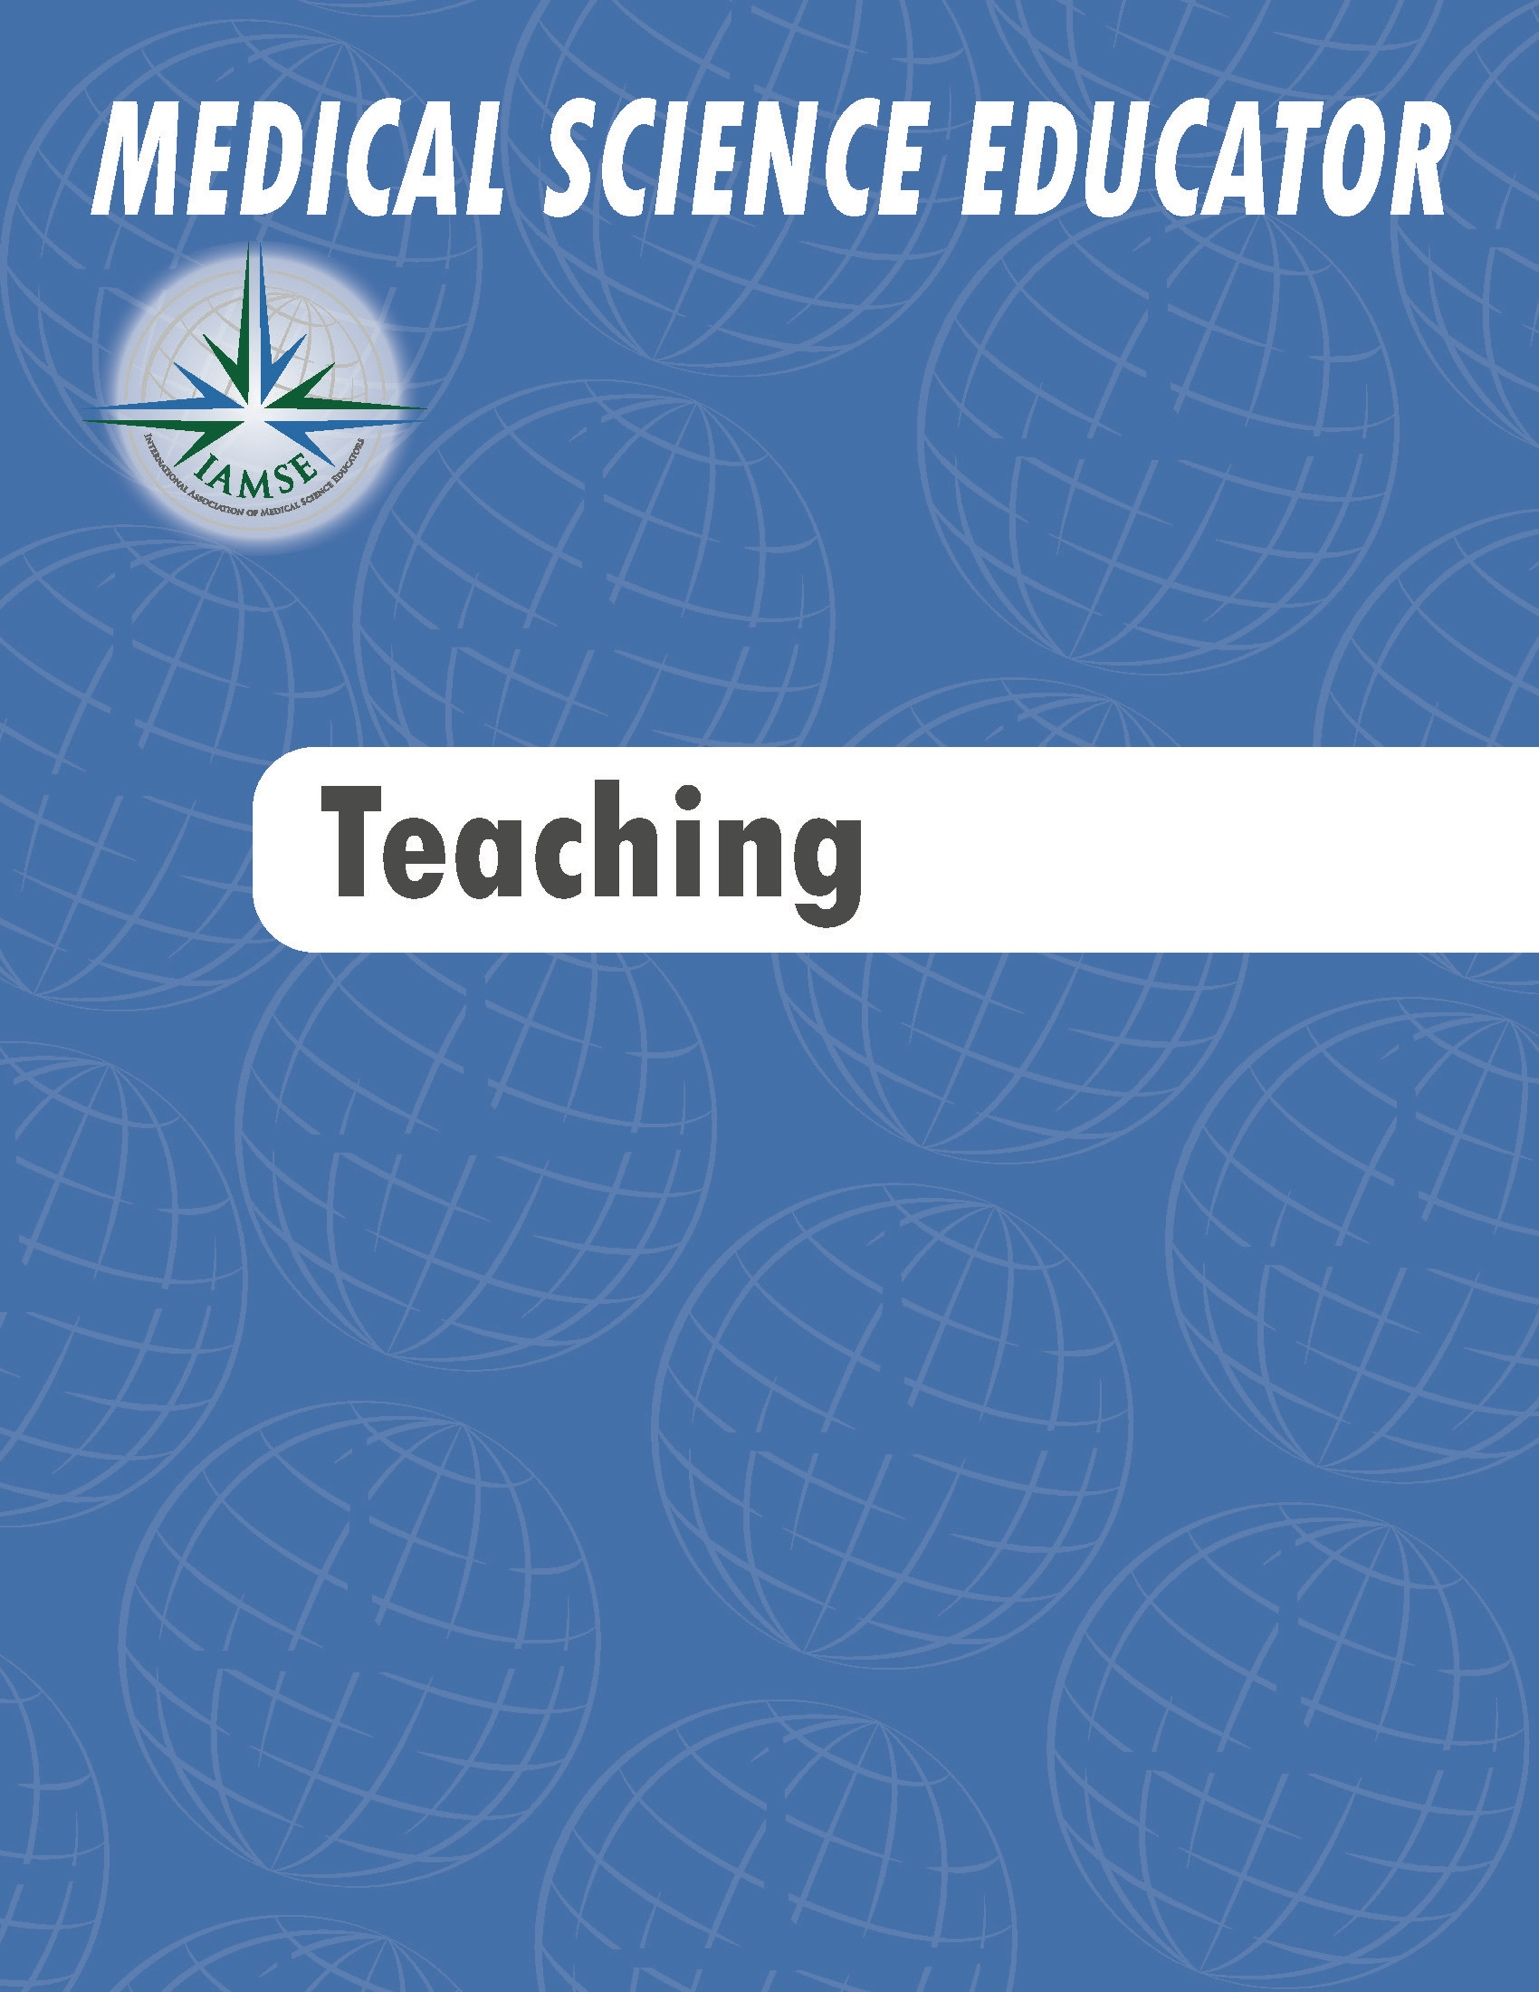 MEDICAL SCIENCE EDUCATOR
IAMSE
INTERNATIONAL ASSOCIATION OF MEDICAL SCIENCE EDUCATORS
Teaching